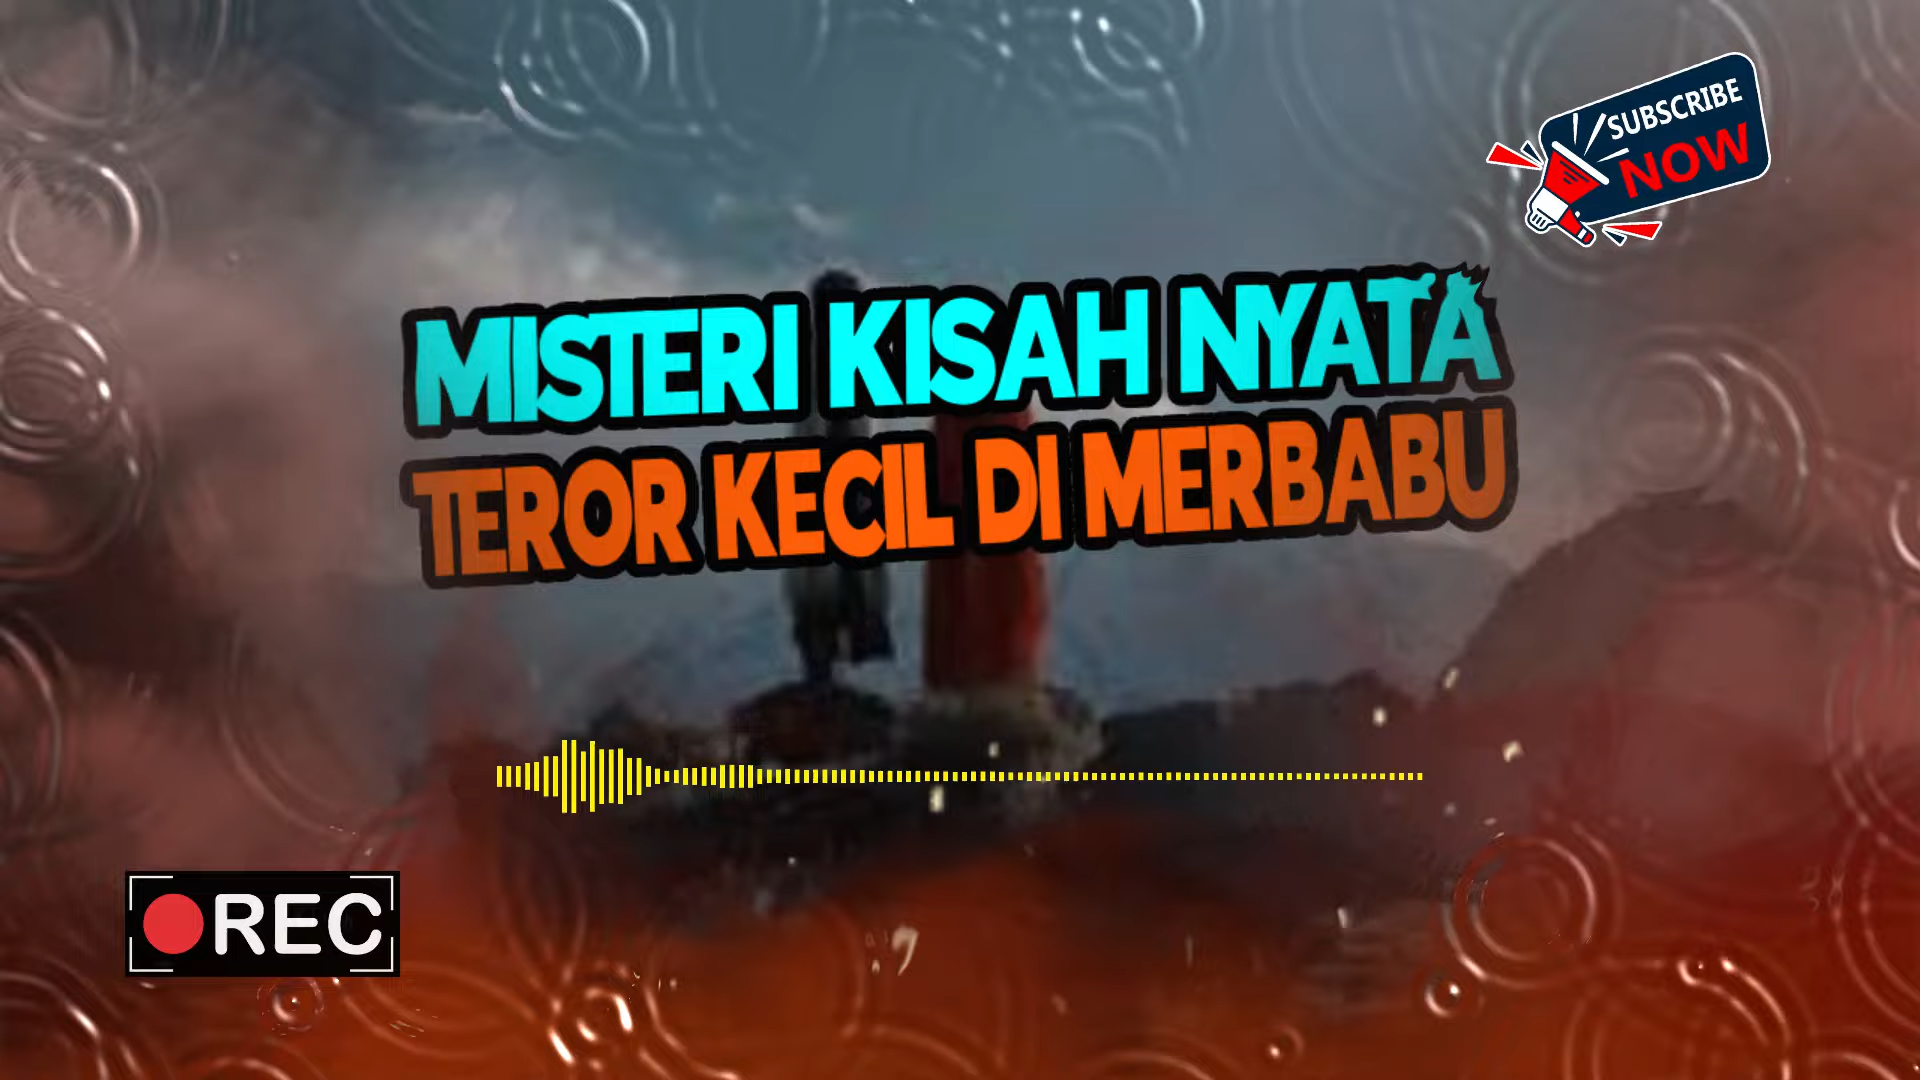 SUBSCRIBE
NOW
MISTERI KISAH NYATA
TEROR KECIL DI MERBABU
REC